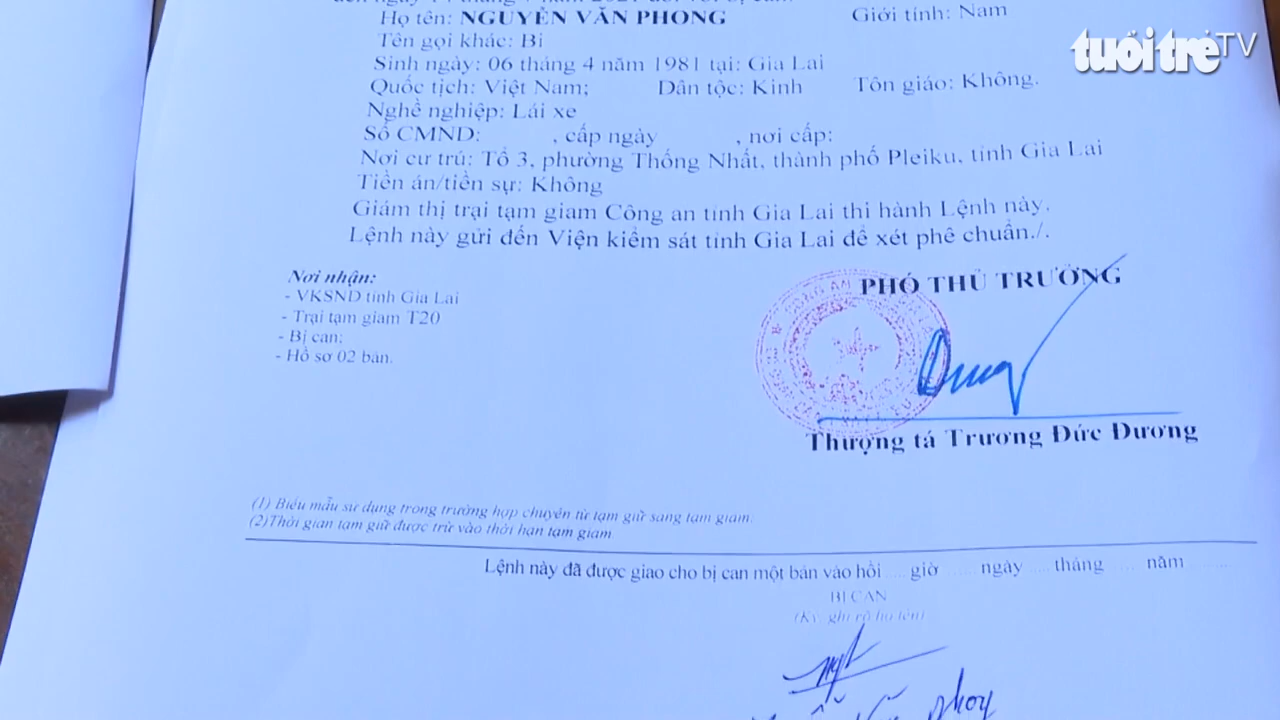 Họ tên: NGUYỄN VĂN PHONG Giới tính: Nam
tuổi trẻ TV
Tên gọi khác: Bi
Sinh ngày: 06 tháng 4 năm 1981 tại: Gia Lai
Quốc tịch: Việt Nam; Dân tộc: Kinh Tôn giáo: Không.
Nghề nghiệp: Lái xe
Số CMND: , cấp ngày , nơi cấp:
Nơi cư trú: Tổ 3, phường Thống Nhất, thành phố Pleiku, tỉnh Gia Lai
Tiền án/tiền sự: Không
Giám thị trại tạm giam Công an tỉnh Gia Lai thi hành Lệnh này.
Lệnh này gửi đến Viện kiểm sát tỉnh Gia Lai để xét phê chuẩn./.
Nơi nhận:
- VKSND tỉnh Gia Lai
- Trại tạm giam T20
- Bị can;
- Hồ sơ 02 bản.
PHÓ THỦ TRƯỞNG
Thượng tá Trương Đức Dương
(1) Biểu mẫu sử dụng trong trường hợp chuyển từ tạm giữ sang tạm giam.
(2)Thời gian tạm giữ được trừ vào thời hạn tạm giam
Lệnh này đã được giao cho bị can một bản vào hồi ..... giờ ...... ngày ..... tháng .... năm .........
BỊ CAN
(Ký, ghi rõ họ tên)